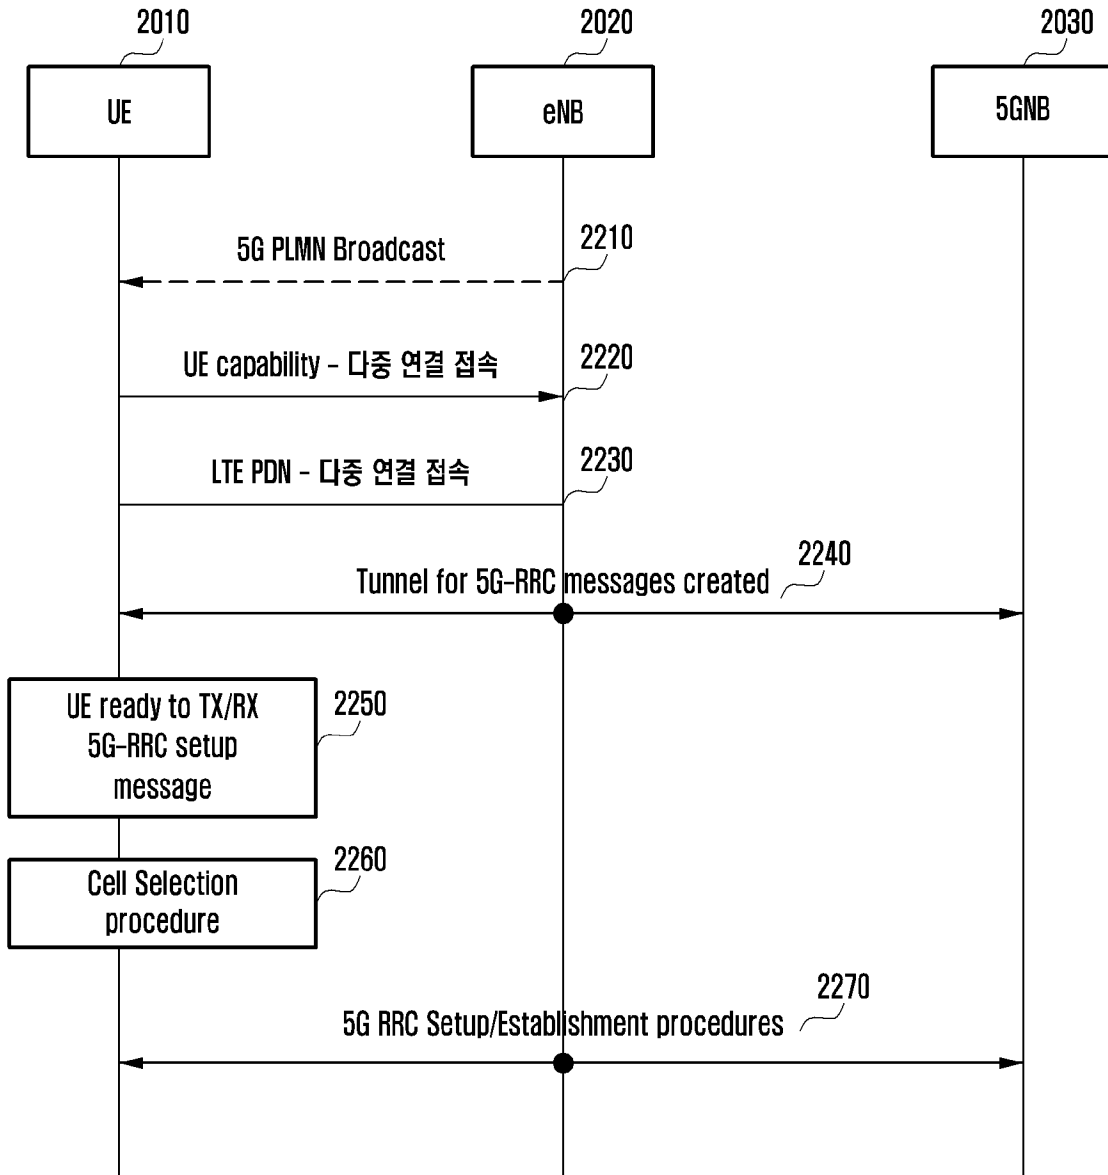 2010
2020
2030
UE
eNB
5GNB
5G PLMN Broadcast
2210
UE capability - 다중 연결 접속
2220
LTE PDN - 다중 연결 접속
2230
Tunnel for 5G-RRC messages created
2240
UE ready to TX/RX
5G-RRC setup
message
2250
Cell Selection
procedure
2260
5G RRC Setup/Establishment procedures
2270